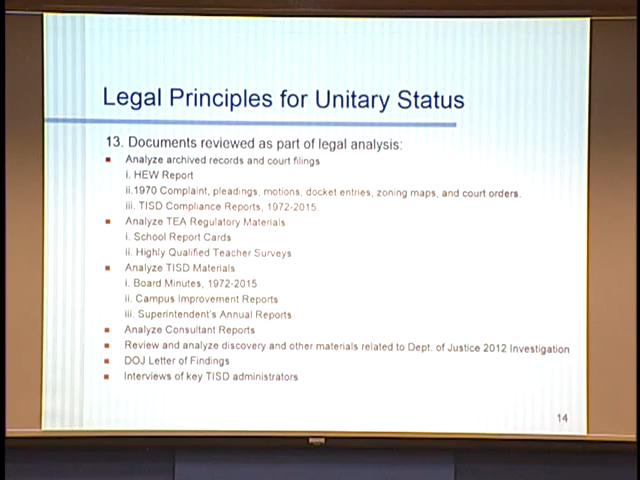 Legal Principles for Unitary Status
13. Documents reviewed as part of legal analysis:
Analyze archived records and court filings
i. HEW Report
ii.1970 Complaint, pleadings, motions, docket entries, zoning maps, and court orders.
iii. TISD Compliance Reports, 1972-2015
Analyze TEA Regulatory Materials
i. School Report Cards
ii. Highly Qualified Teacher Surveys
Analyze TISD Materials
i. Board Minutes, 1972-2015
ii. Campus Improvement Reports
iii. Superintendent's Annual Reports
Analyze Consultant Reports
Review and analyze discovery and other materials related to Dept. of Justice 2012 Investigation
DOJ Letter of Findings
Interviews of key TISD administrators
14